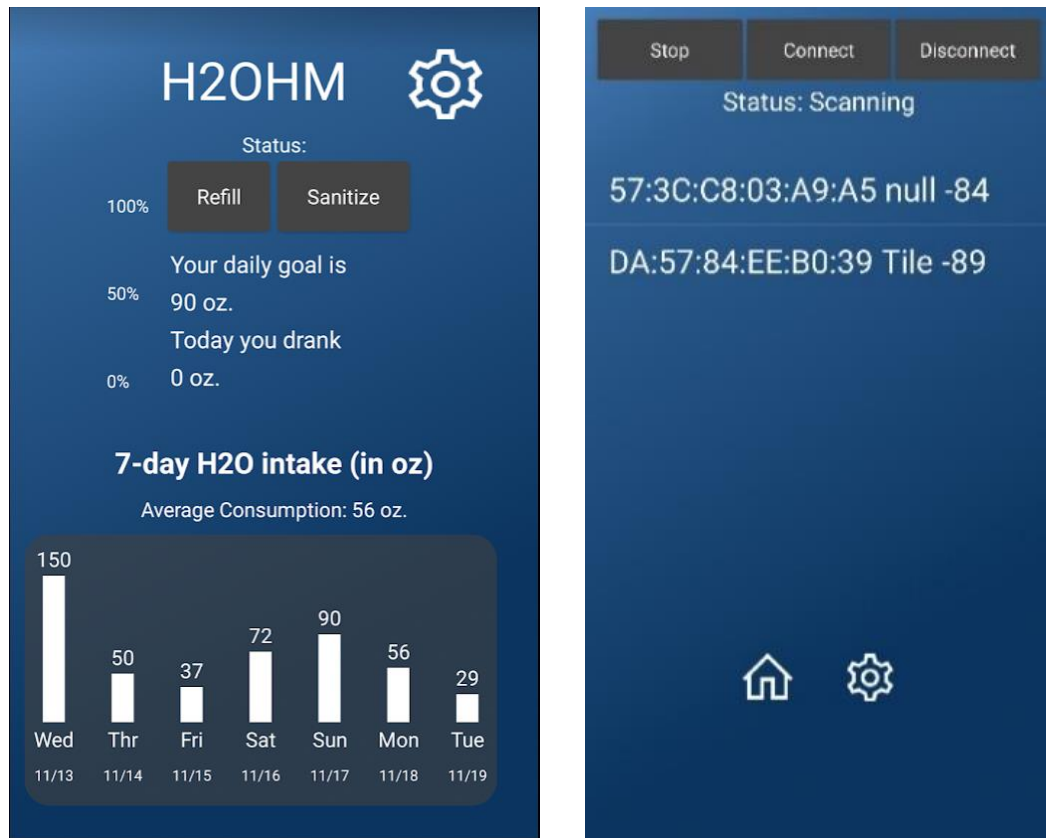 H2OHM
Status:
Refill Sanitize
100%
Your daily goal is
50% 90 oz.
Today you drank
0% 0 oz.
7-day H2O intake (in oz)
Average Consumption: 56 oz.
150 50 37 72 90 56 29
Wed Thr Fri Sat Sun Mon Tue
11/13 11/14 11/15 11/16 11/17 11/18 11/19
Stop Connect Disconnect
Status: Scanning
57:3C:C8:03:A9:A5 null -84
DA:57:84:EE:B0:39 Tile -89